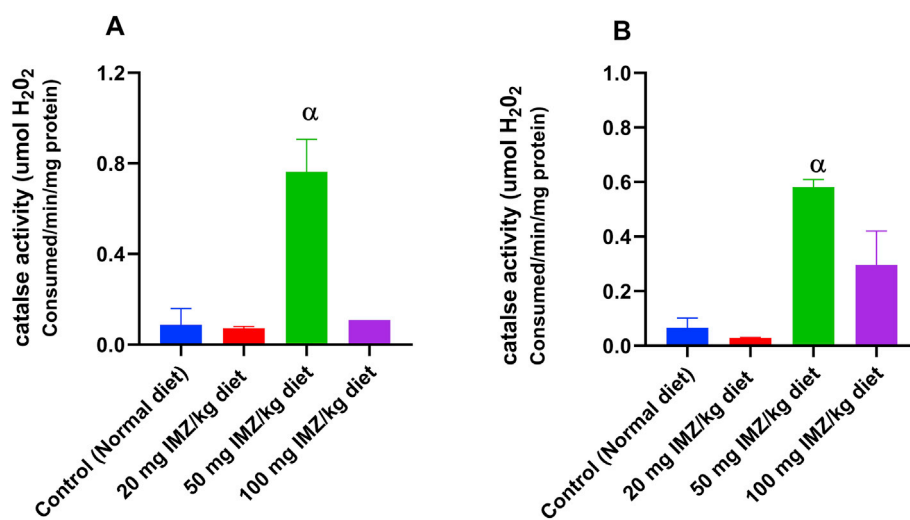 A
catalse activity (umol H₂0₂
Consumed/min/mg protein)
1.2
0.8
0.4
0.0
α
Control (Normal diet)
20 mg IMZ/kg diet
50 mg IMZ/kg diet
100 mg IMZ/kg diet
B
catalse activity (umol H₂0₂
Consumed/min/mg protein)
1.0
0.8
0.6
0.4
0.2
0.0
α
Control (Normal diet)
20 mg IMZ/kg diet
50 mg IMZ/kg diet
100 mg IMZ/kg diet